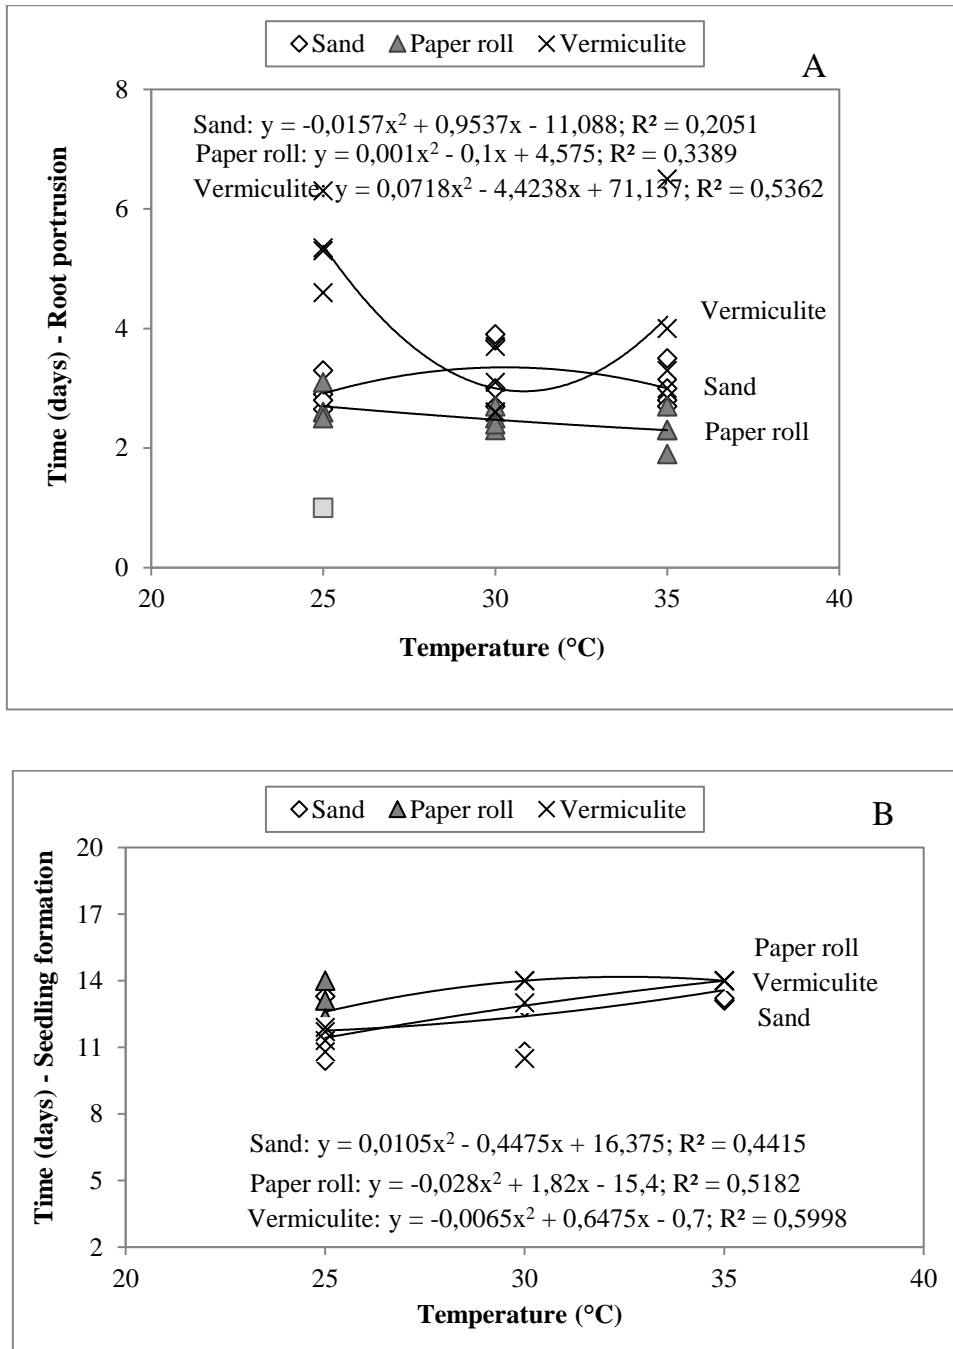 Sand Paper roll Vermiculite
A
8
Sand: y = -0,0157x² + 0,9537x - 11,088; R² = 0,2051
Paper roll: y = 0,001x² - 0,1x + 4,575; R² = 0,3389
Vermiculite: y = 0,0718x² - 4,4238x + 71,137; R² = 0,5362
6
Time (days) - Root portrusion
Vermiculite
4
Sand
Paper roll
2
0
20 25 30 35 40
Temperature (°C)
Sand Paper roll Vermiculite
B
20
17
Time ((days) - Seedling formation
Paper roll
14
Vermiculite
Sand
11
8
Sand: y = 0,0105x² - 0,4475x + 16,375; R² = 0,4415
5
Paper roll: y = -0,028x² + 1,82x - 15,4; R² = 0,5182
Vermiculite: y = -0,0065x² + 0,6475x - 0,7; R² = 0,5998
2
20 25 30 35 40
Temperature (°C)